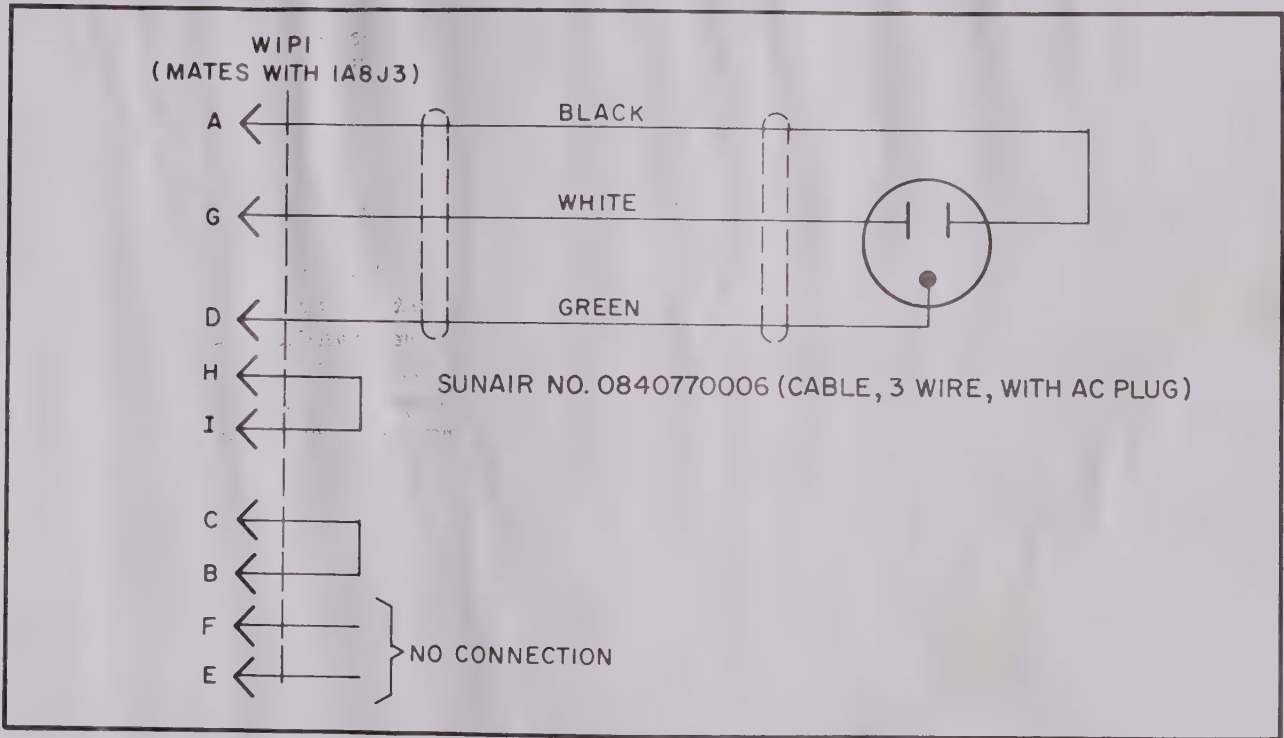 W1P1
(MATES WITH 1A8J3)
A
BLACK
G
WHITE
D
GREEN
H
SUNAIR NO. 0840770006 (CABLE, 3 WIRE, WITH AC PLUG)
I
C
B
F
NO CONNECTION
E